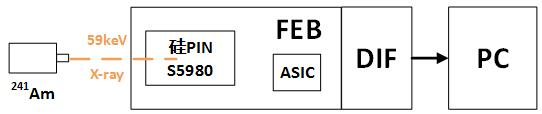 59keV
X-ray
²⁴¹Am
硅PIN
S5980
FEB
ASIC
DIF
PC